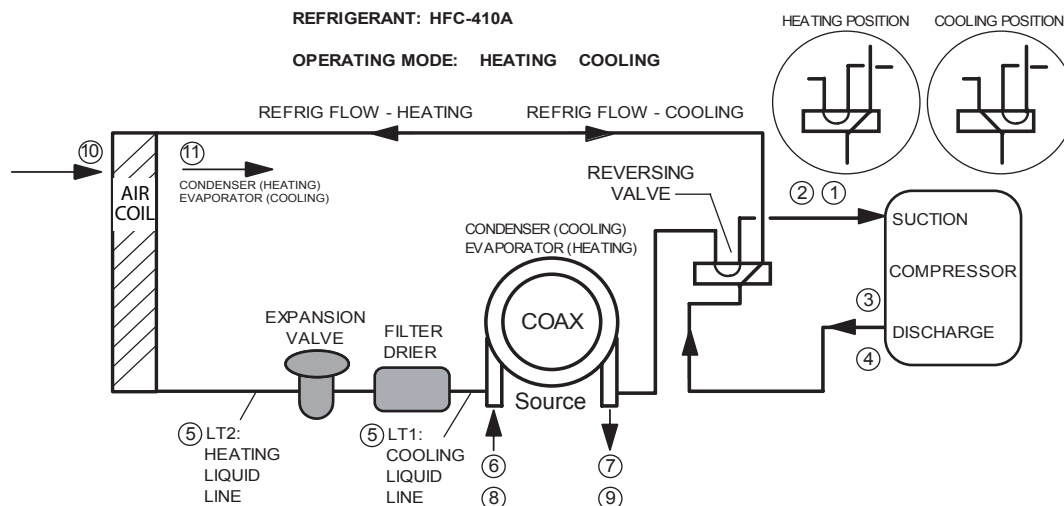 REFRIGERANT: HFC-410A
OPERATING MODE: HEATING COOLING
HEATING POSITION
COOLING POSITION
REFRIG FLOW - HEATING
REFRIG FLOW - COOLING
10
11
CONDENSER (HEATING)
EVAPORATOR (COOLING)
AIR
COIL
REVERSING
VALVE
2 1
SUCTION
COMPRESSOR
3
DISCHARGE
4
CONDENSER (COOLING)
EVAPORATOR (HEATING)
COAX
Source
EXPANSION
VALVE
FILTER
DRIER
5 LT2:
HEATING
LIQUID
LINE
5 LT1:
COOLING
LIQUID
LINE
6
8
7
9